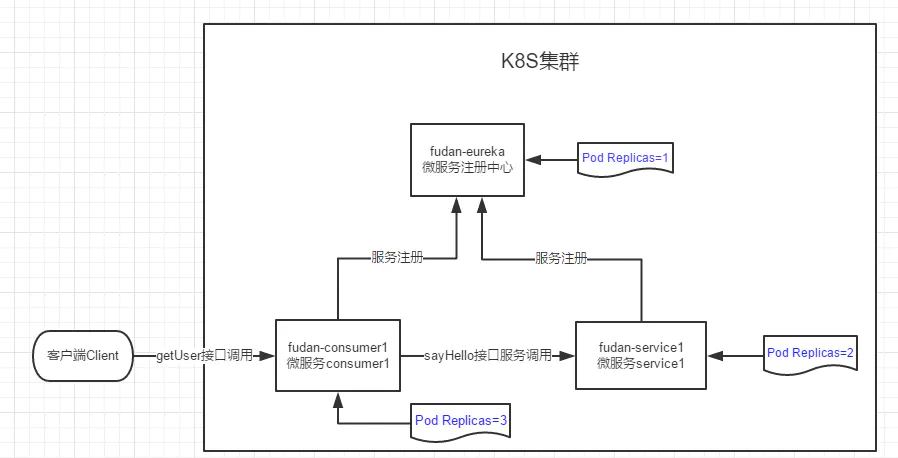 K8S集群
fudan-eureka
微服务注册中心
Pod Replicas=1
服务注册
服务注册
客户端Client
getUser接口调用
fudan-consumer1
微服务consumer1
sayHello接口服务调用
fudan-service1
微服务service1
Pod Replicas=2
Pod Replicas=3